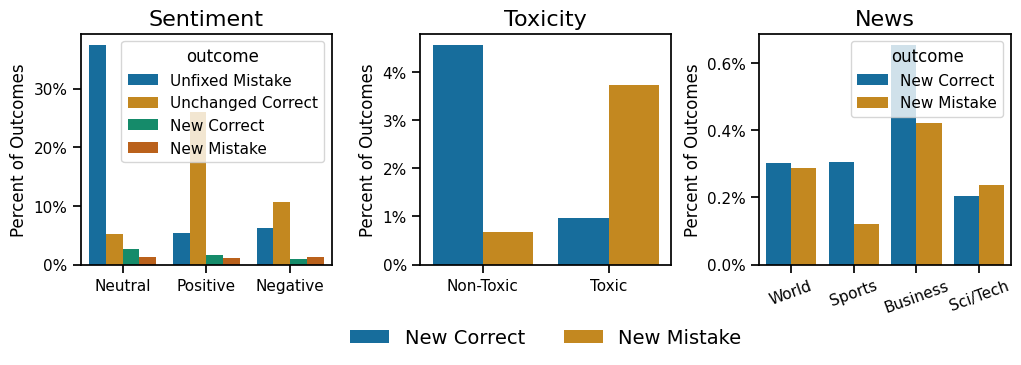 Sentiment
Percent of Outcomes
30%
20%
10%
0%
outcome
Unfixed Mistake
Unchanged Correct
New Correct
New Mistake
Neutral
Positive
Negative
Toxicity
Percent of Outcomes
4%
3%
2%
1%
0%
Non-Toxic
Toxic
News
Percent of Outcomes
0.6%
0.4%
0.2%
0.0%
outcome
New Correct
New Mistake
World
Sports
Business
Sci/Tech
New Correct
New Mistake